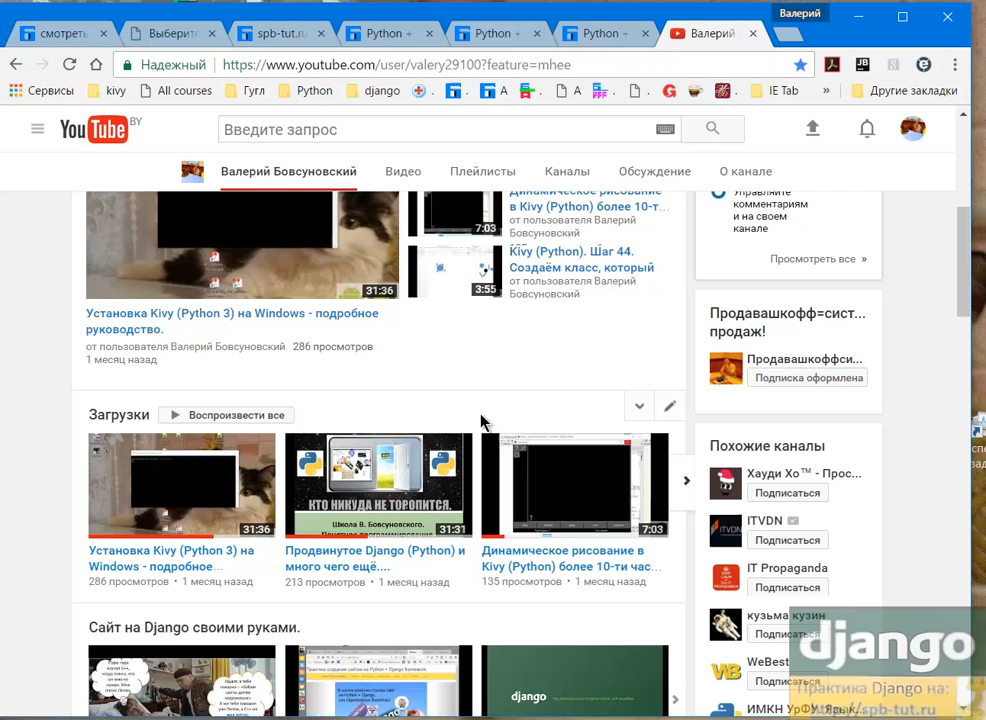 Валерий
смотреть
Выберит
spb-tut.ru
Python +
Python +
Python +
Валерий
Надежный
https://www.youtube.com/user/valery29100?feature=mhee
Сервисы
kivy
All courses
Гугл
Python
django
A
A
IE Tab
»
Другие закладки
YouTube BY
Введите запрос
Валерий Бовсуновский
Видео
Плейлисты
Каналы
Обсуждение
О канале
31:36
Установка Kivy (Python 3) на Windows - подробное
руководство.
от пользователя Валерий Бовсуновский 286 просмотров
1 месяц назад
7:03
Динамическое рисование
в Kivy (Python) более 10-т...
от пользователя Валерий
Бовсуновский
3:55
Kivy (Python). Шаг 44.
Создаём класс, который
от пользователя Валерий
Бовсуновский
Управляйте
комментариям
и на своем
канале
Просмотреть все »
Продавашкофф=сист...
продаж!
Продавашкоффси...
Подписка оформлена
Загрузки
Воспроизвести все
31:36
Установка Kivy (Python 3) на
Windows - подробное...
286 просмотров • 1 месяц назад
КТО НИКУДА НЕ ТОРОПИТСЯ.
Школа В. Бовсуновского.
31:31
Продвинутое Django (Python) и
много чего ещё....
213 просмотров • 1 месяц назад
7:03
Динамическое рисование в
Kivy (Python) более 10-ти час...
135 просмотров • 1 месяц назад
Похожие каналы
Хауди Хо™ - Прос...
Подписаться
ITVDN
Подписаться
IT Propaganda
Подписаться
кузьма кузин
Подписаться
WeBest
Подписаться
ИМКН УрФУ
Сайт на Django своими руками.
django
django
Практика Django на:
https://spb-tut.ru